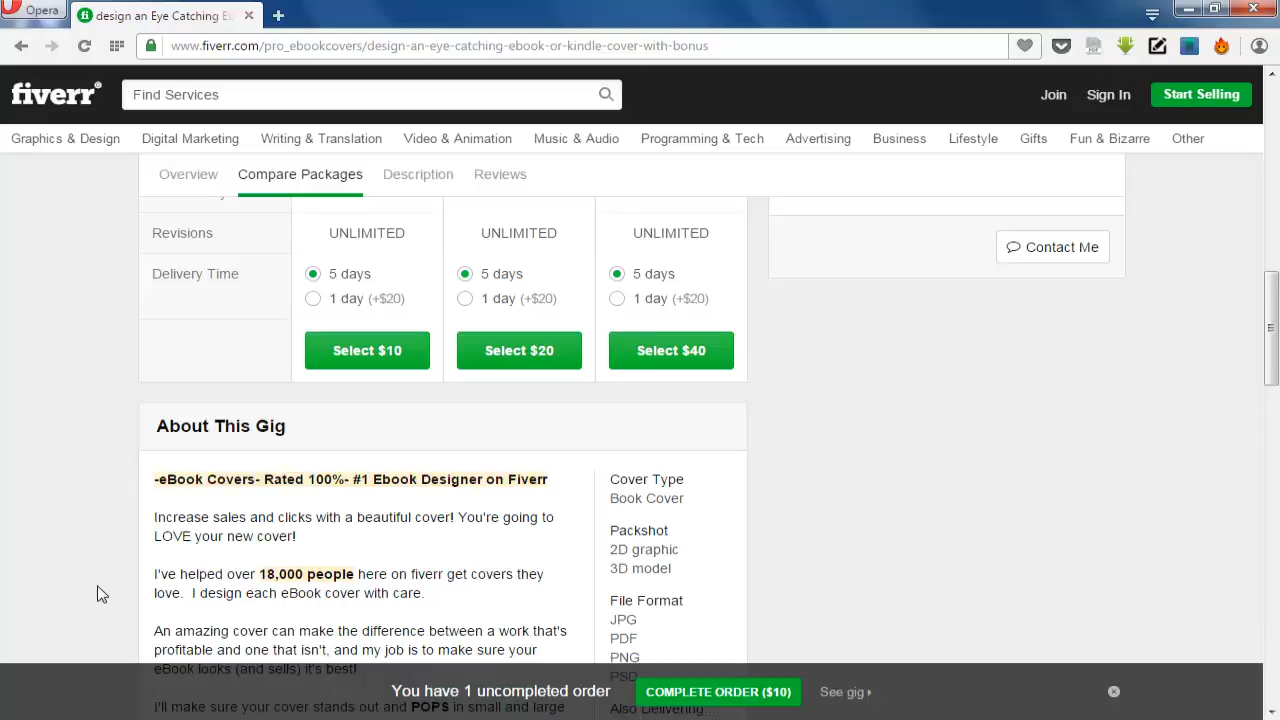 Opera
design an Eye Catching Eb
www.fiverr.com/pro_ebookcovers/design-an-eye-catching-ebook-or-kindle-cover-with-bonus
fiverr
Find Services
Join
Sign In
Start Selling
Graphics & Design
Digital Marketing
Writing & Translation
Video & Animation
Music & Audio
Programming & Tech
Advertising
Business
Lifestyle
Gifts
Fun & Bizarre
Other
Overview
Compare Packages
Description
Reviews
Revisions
UNLIMITED
UNLIMITED
UNLIMITED
Delivery Time
5 days
5 days
5 days
1 day (+$20)
1 day (+$20)
1 day (+$20)
Select $10
Select $20
Select $40
Contact Me
About This Gig
-eBook Covers- Rated 100%- #1 Ebook Designer on Fiverr
Increase sales and clicks with a beautiful cover! You're going to
LOVE your new cover!
I've helped over 18,000 people here on fiverr get covers they
love. I design each eBook cover with care.
An amazing cover can make the difference between a work that's
profitable and one that isn't, and my job is to make sure your
eBook looks (and sells) it's best!
I'll make sure your cover stands out and POPS in small and large
Cover Type
Book Cover
Packshot
2D graphic
3D model
File Format
JPG
PDF
PNG
PSD
Also Delivering...
You have 1 uncompleted order
COMPLETE ORDER ($10)
See gig